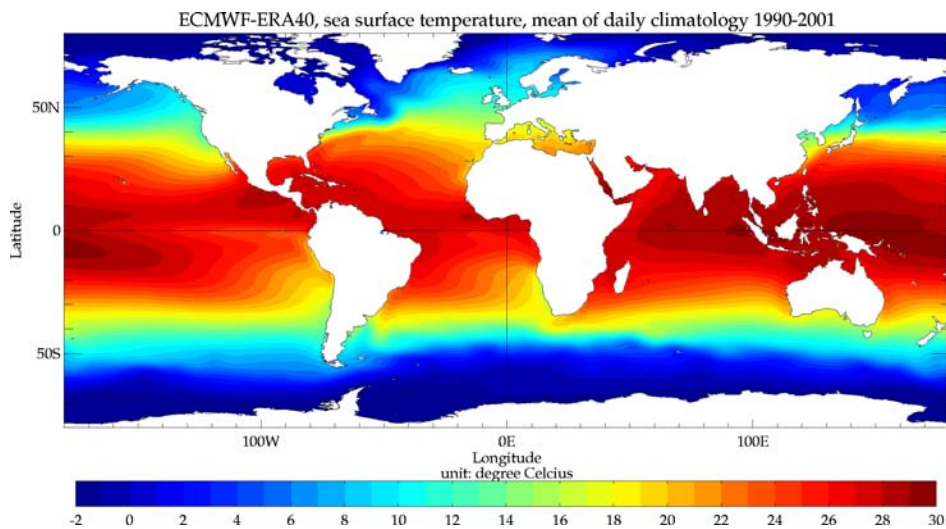 ECMWF-ERA40, sea surface temperature, mean of daily climatology 1990-2001
50N
Latitude
0
50S
100W
0E
100E
Longitude
unit: degree Celcius
-2 0 2 4 6 8 10 12 14 16 18 20 22 24 26 28 30